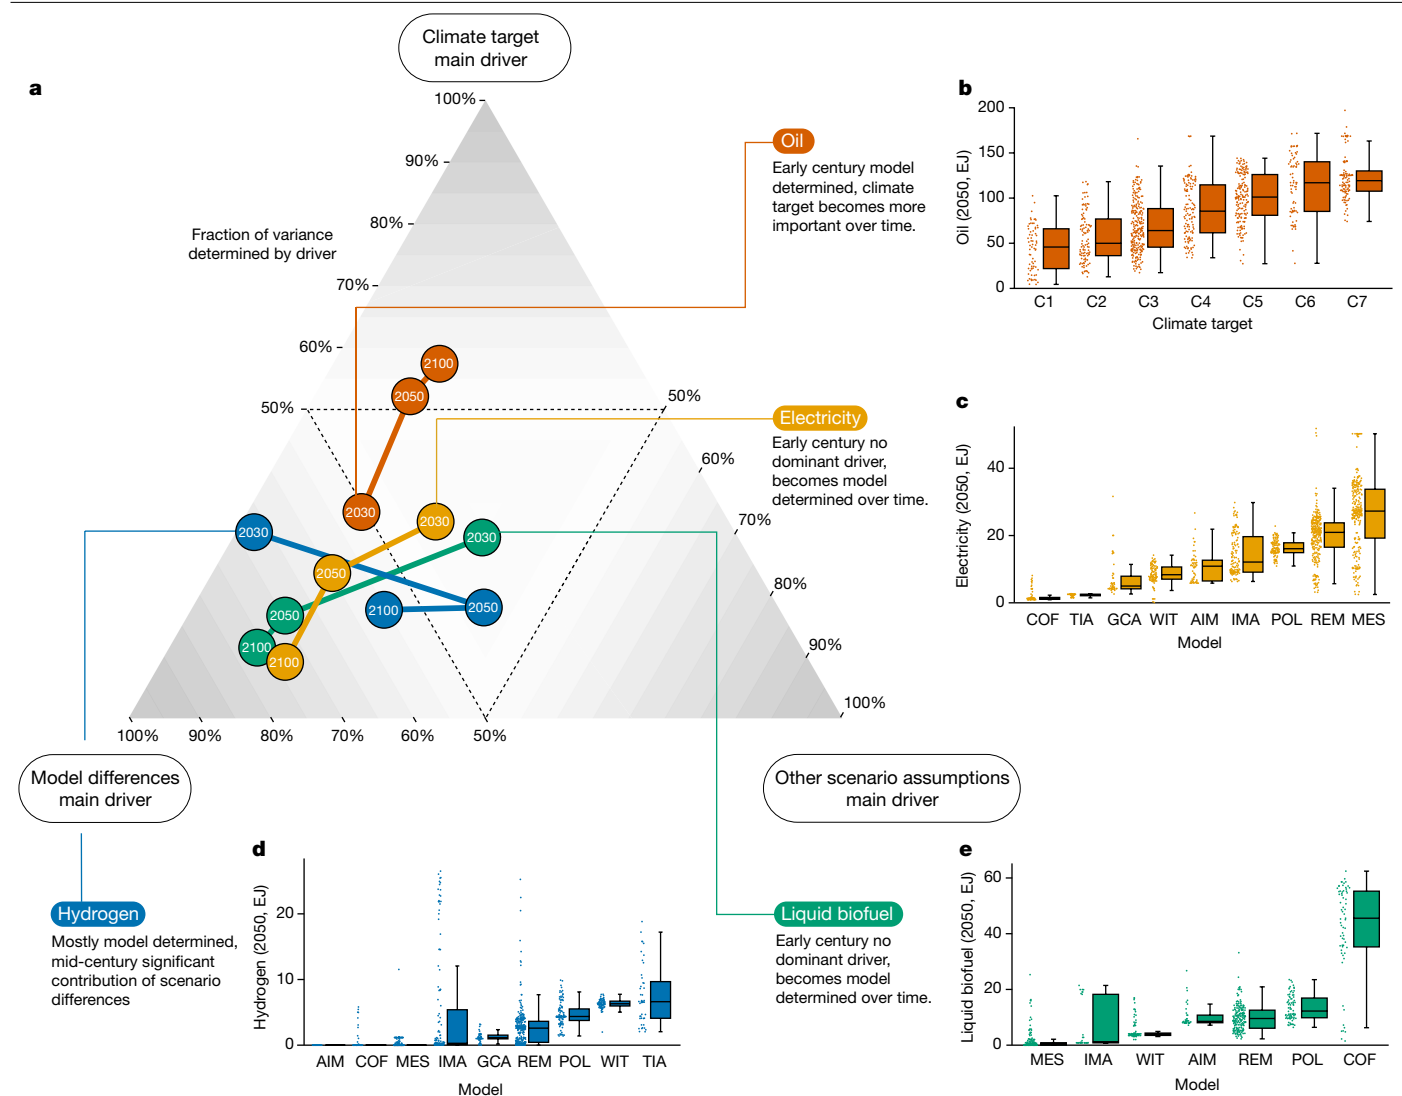 Climate target
main driver
a
100%
90%
80%
Fraction of variance
determined by driver
70%
60%
50%
50%
60%
70%
80%
90%
100%
100%
90%
80%
70%
60%
50%
2100
2050
2030
2030
2050
2100
2030
2050
2100
2030
2050
2100
Oil
Early century model
determined, climate
target becomes more
important over time.
Electricity
Early century no
dominant driver,
becomes model
determined over time.
Model differences
main driver
Other scenario assumptions
main driver
Hydrogen
Mostly model determined,
mid-century significant
contribution of scenario
differences
Liquid biofuel
Early century no
dominant driver,
becomes model
determined over time.
b
Oil (2050, EJ)
200
150
100
50
0
C1 C2 C3 C4 C5 C6 C7
Climate target
c
Electricity (2050, EJ)
40
20
0
COF TIA GCA WIT AIM IMA POL REM MES
Model
d
Hydrogen (2050, EJ)
20
10
0
AIM COF MES IMA GCA REM POL WIT TIA
Model
e
Liquid biofuel (2050, EJ)
60
40
20
0
MES IMA WIT AIM REM POL COF
Model